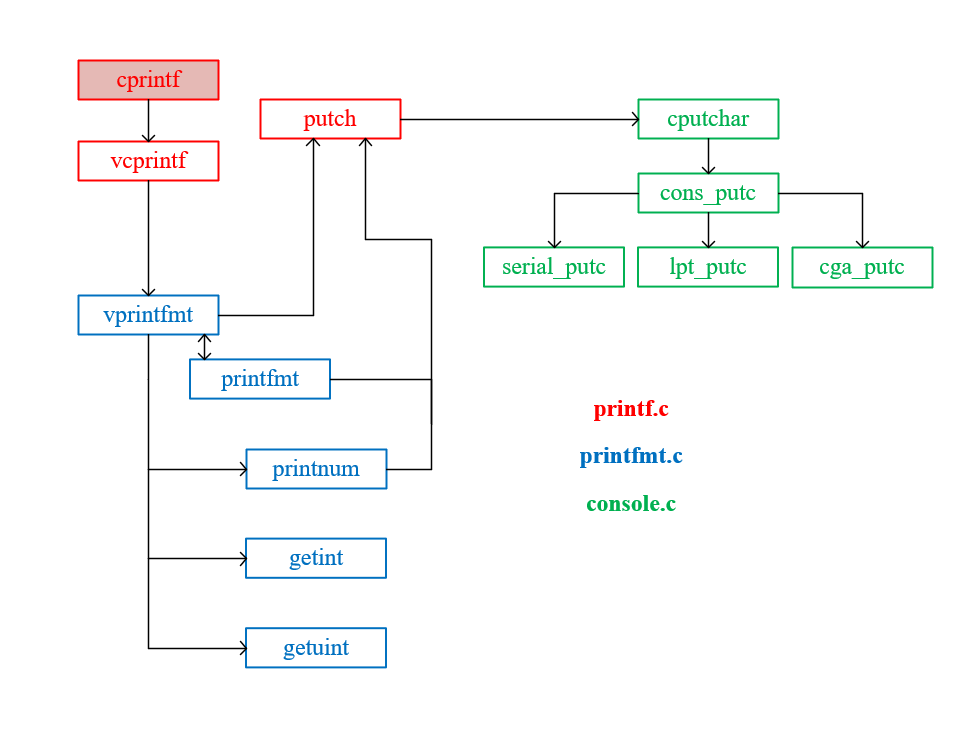 cprintf
putch
cputchar
vcprintf
cons_putc
serial_putc
lpt_putc
cga_putc
vprintfmt
printfmt
printf.c
printfmt.c
printnum
console.c
getint
getuint